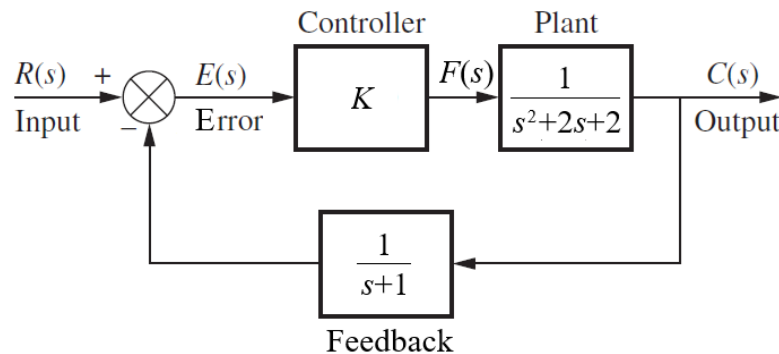 Controller
Plant
R(s)
+
E(s)
K
F(s)
1
s²+2s+2
C(s)
Input
−
Error
Output
1
s+1
Feedback